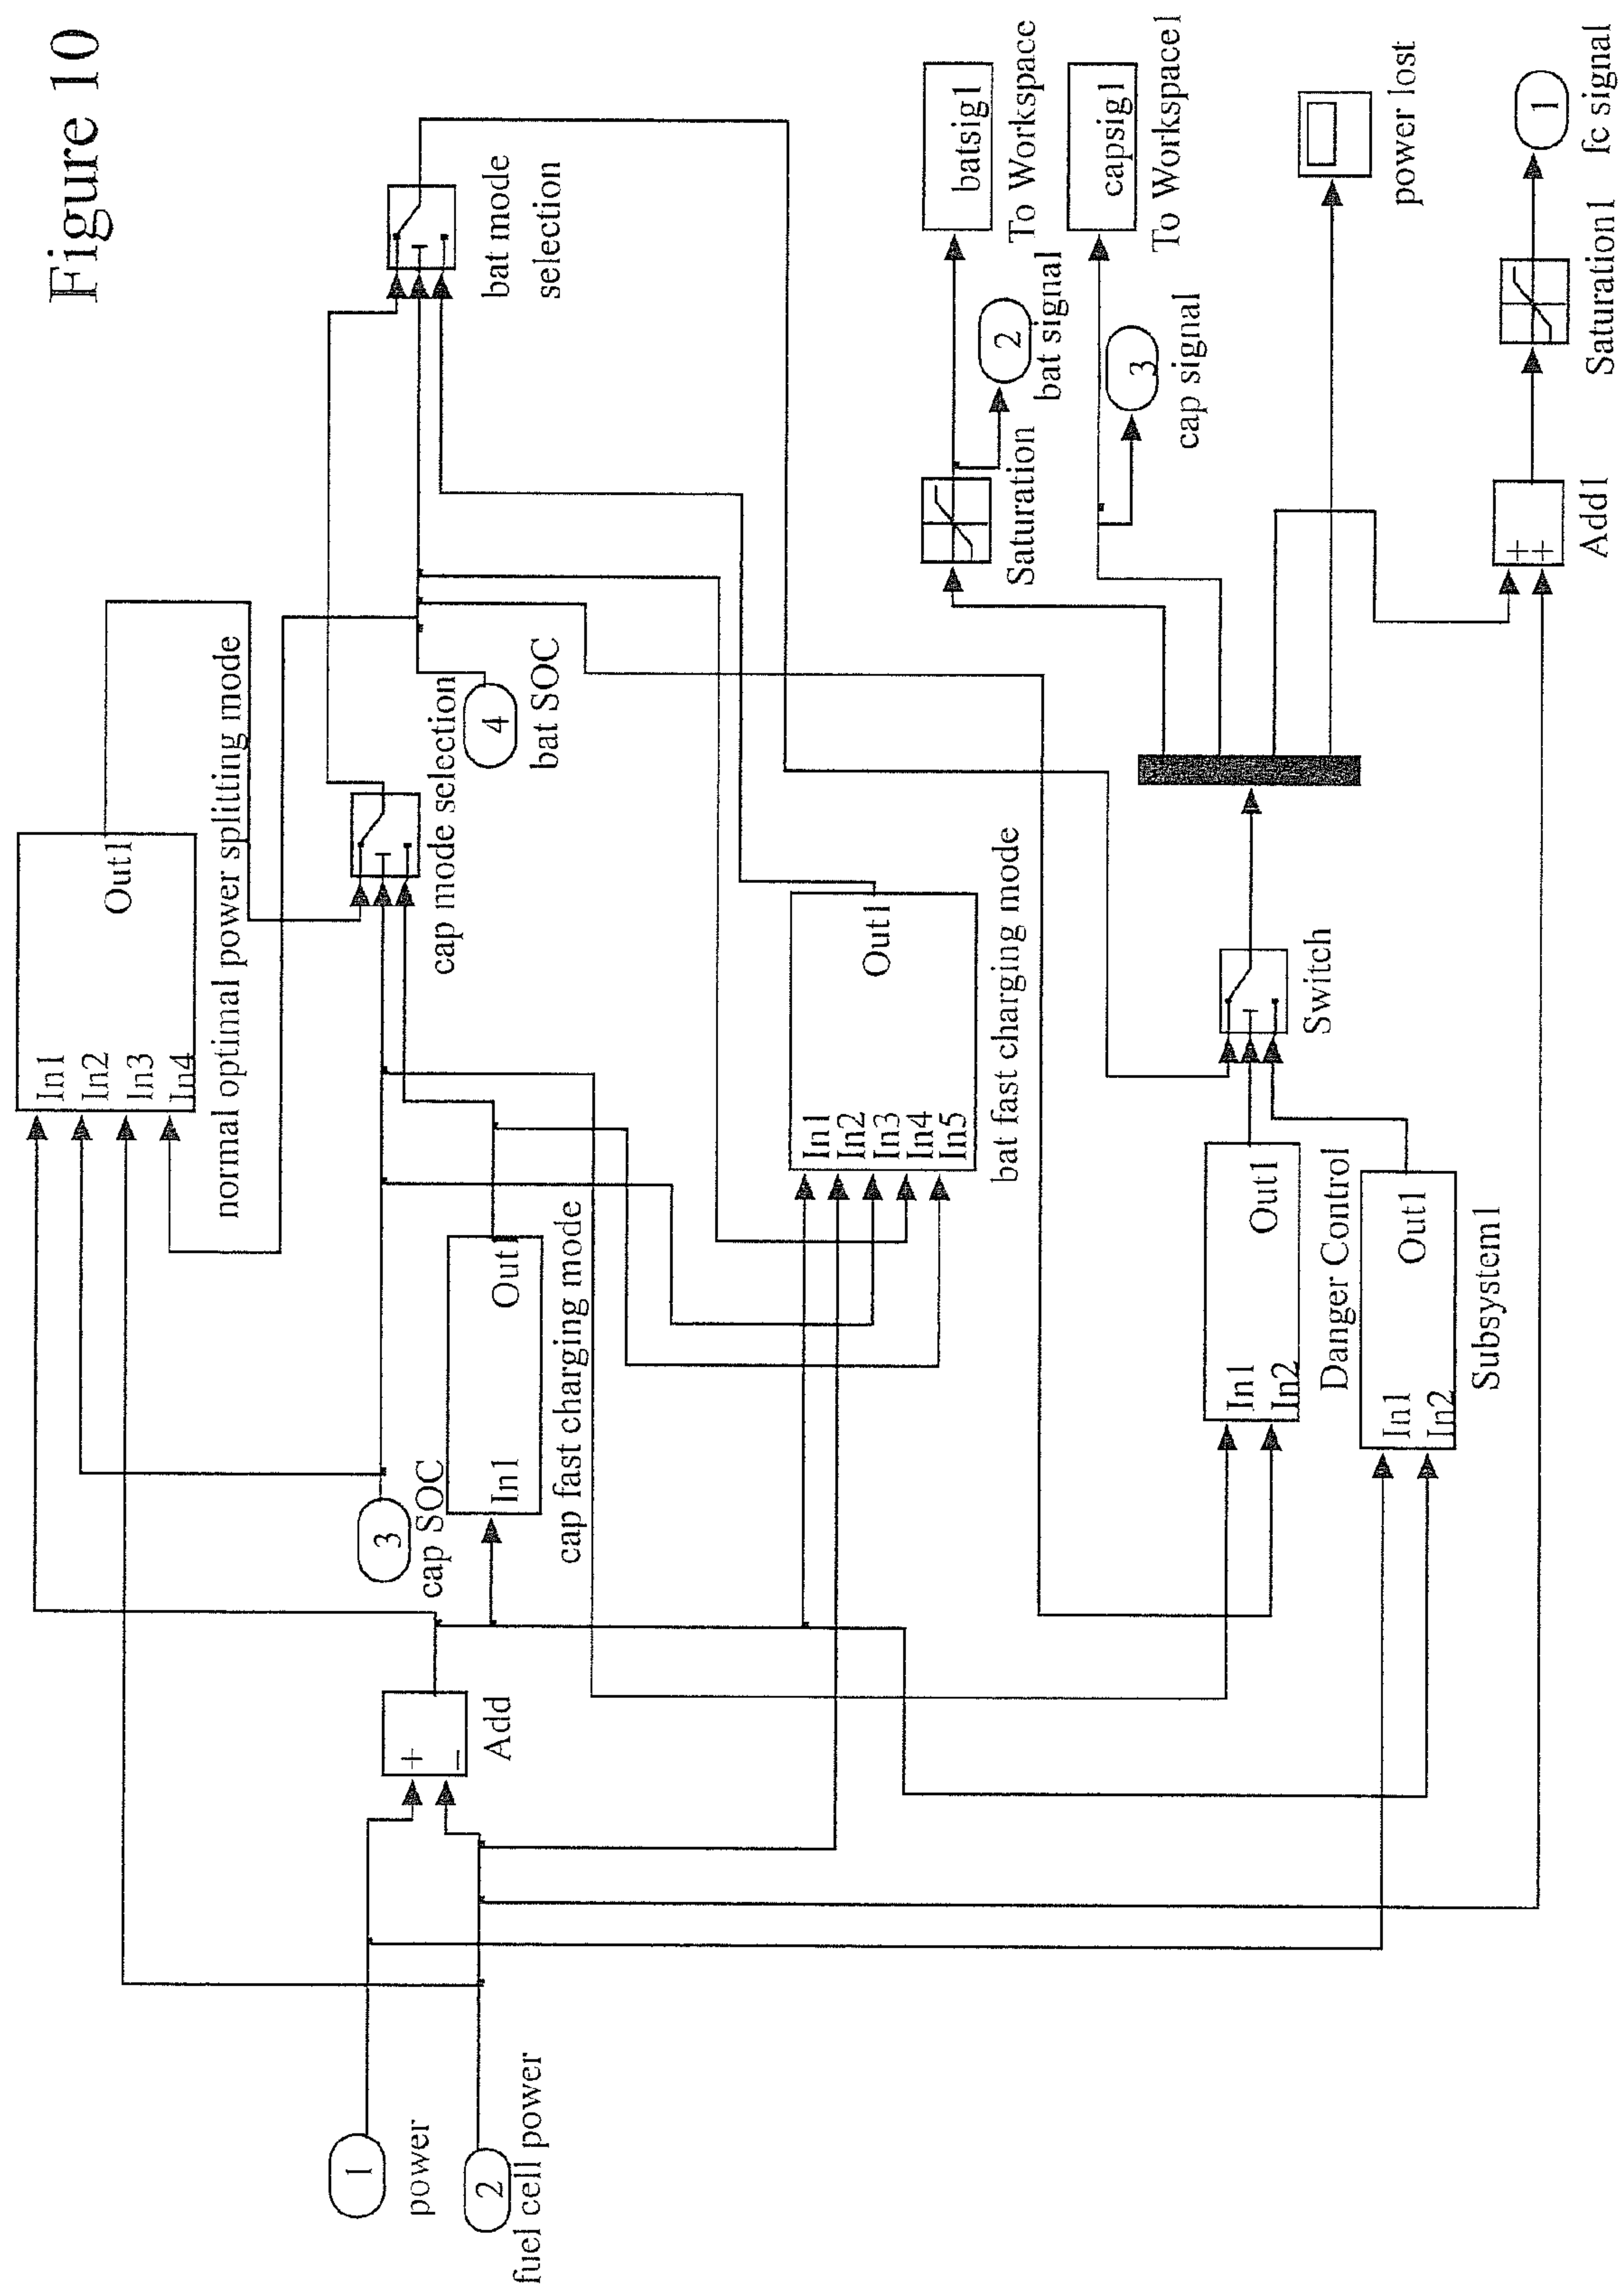 Figure 10
In1
In2
In3
In4
Out1
normal optimal power splitting mode
3
cap SOC
In1
Out1
cap fast charging mode
cap mode selection
4
bat SOC
bat mode
selection
1
power
2
fuel cell power
+
−
Add
In1
In2
In3
In4
In5
Out1
bat fast charging mode
Saturation
batsig1
To Workspace
2
bat signal
capsig1
To Workspace1
3
cap signal
In1
In2
Out1
Danger Control
Switch
In1
In2
Out1
Subsystem1
power lost
+
+
Add1
Saturation1
1
fc signal